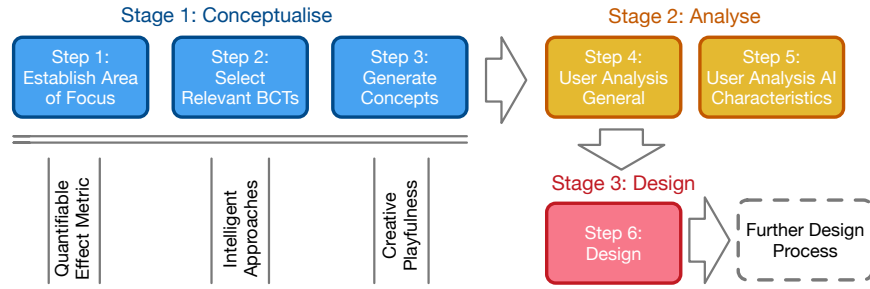 Stage 1: Conceptualise
Step 1:
Establish Area
of Focus
Step 2:
Select
Relevant BCTs
Step 3:
Generate
Concepts
Quantifiable
Effect Metric
Intelligent
Approaches
Creative
Playfulness
Stage 2: Analyse
Step 4:
User Analysis
General
Step 5:
User Analysis AI
Characteristics
Stage 3: Design
Step 6:
Design
Further Design
Process